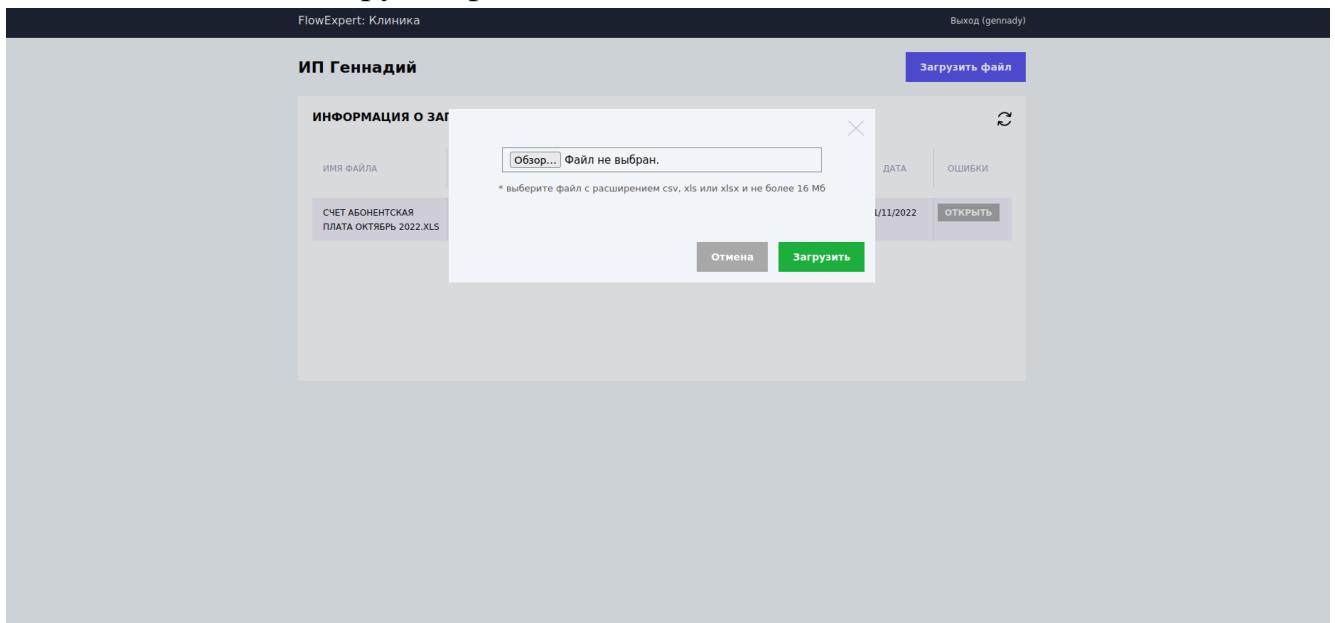 FlowExpert: Клиника
Выход (gennady)
ИП Геннадий
Загрузить файл
ИНФОРМАЦИЯ О
Обзор... Файл не выбран.
* выберите файл с расширением csv, xls или xlsx и не более 16 Мб
ИМЯ ФАЙЛА
ДАТА
ОШИБКИ
СЧЕТ АБОНЕНТСКАЯ
ПЛАТА ОКТЯБРЬ 2022.XLS
1/11/2022
ОТКРЫТЬ
Отмена
Загрузить